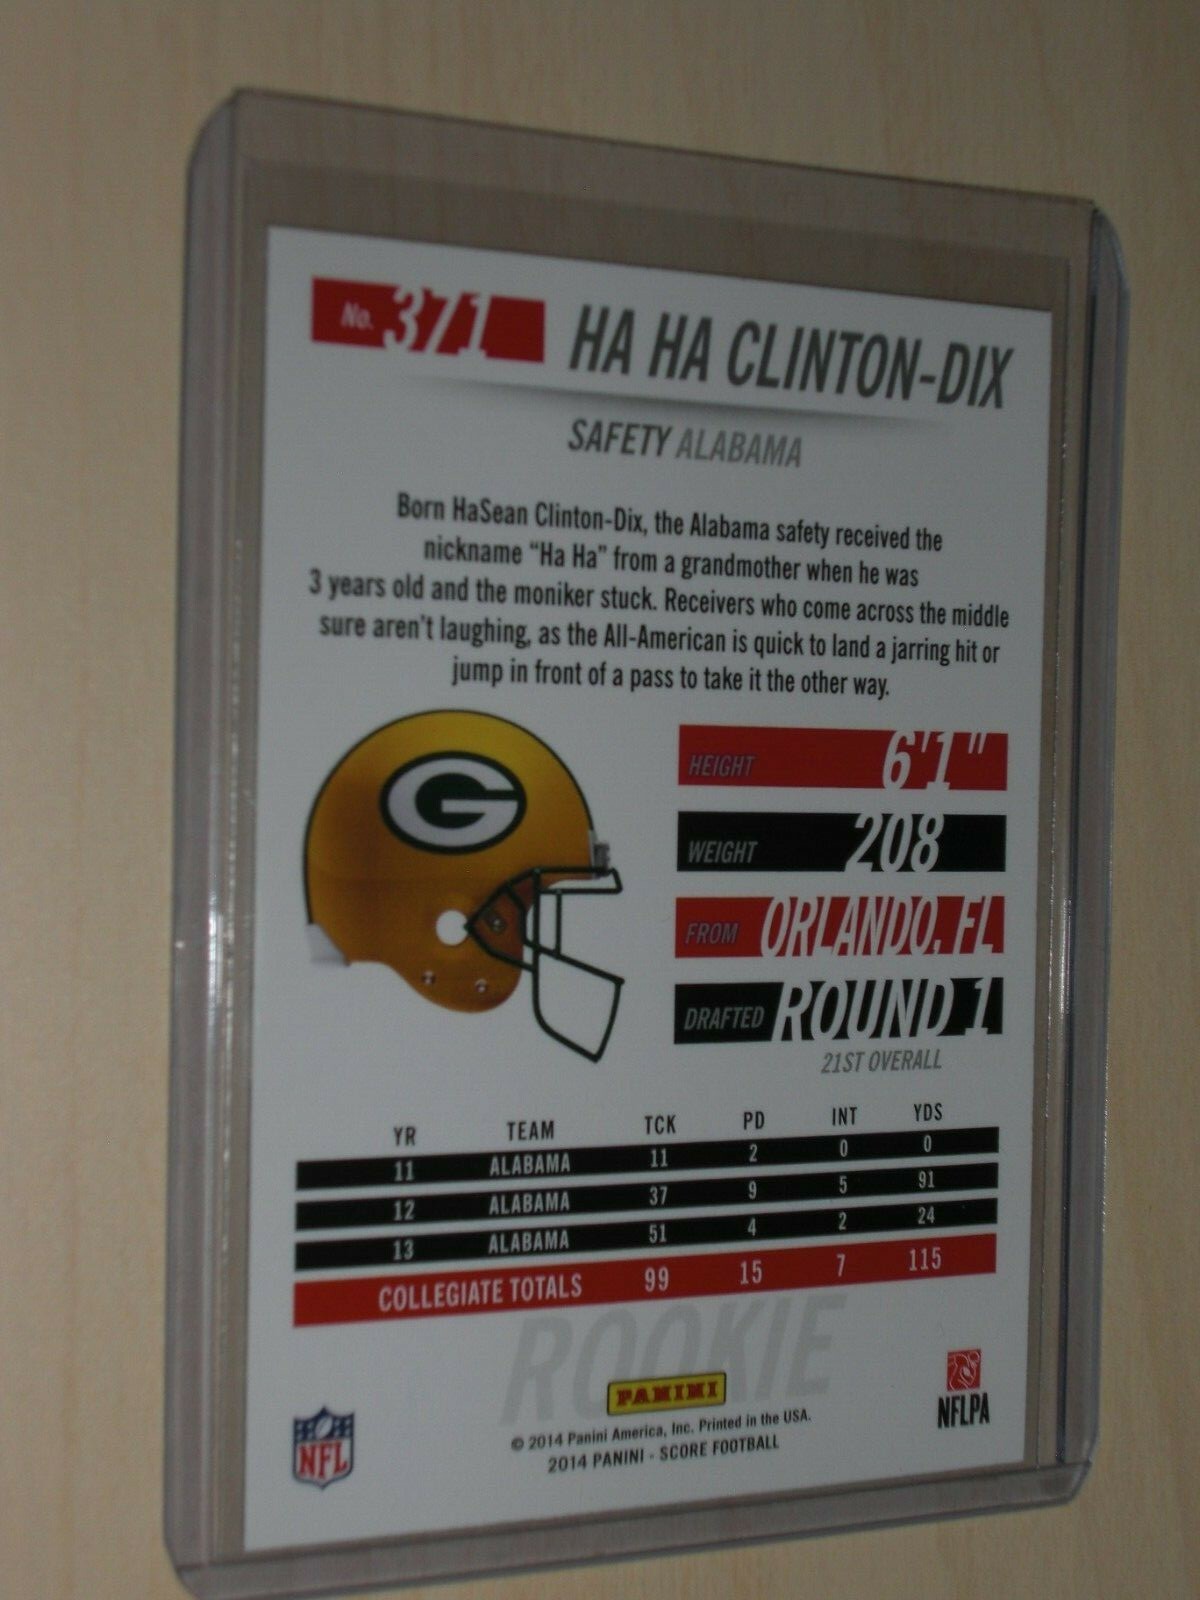 No. 371 HA HA CLINTON-DIX
SAFETY ALABAMA
Born HaSean Clinton-Dix, the Alabama safety received the
nickname “Ha Ha” from a grandmother when he was
3 years old and the moniker stuck. Receivers who come across the middle
sure aren't laughing, as the All-American is quick to land a jarring hit or
jump in front of a pass to take it the other way.
G
HEIGHT 6'1"
WEIGHT 208
FROM ORLANDO, FL
DRAFTED ROUND 1
21ST OVERALL
YR TEAM TCK PD INT YDS
11 ALABAMA 11 2 0 0
12 ALABAMA 37 9 5 91
13 ALABAMA 51 4 2 24
COLLEGIATE TOTALS 99 15 7 115
ROOKIE
PANINI
NFL
© 2014 Panini America, Inc. Printed in the USA.
2014 PANINI - SCORE FOOTBALL
NFLPA